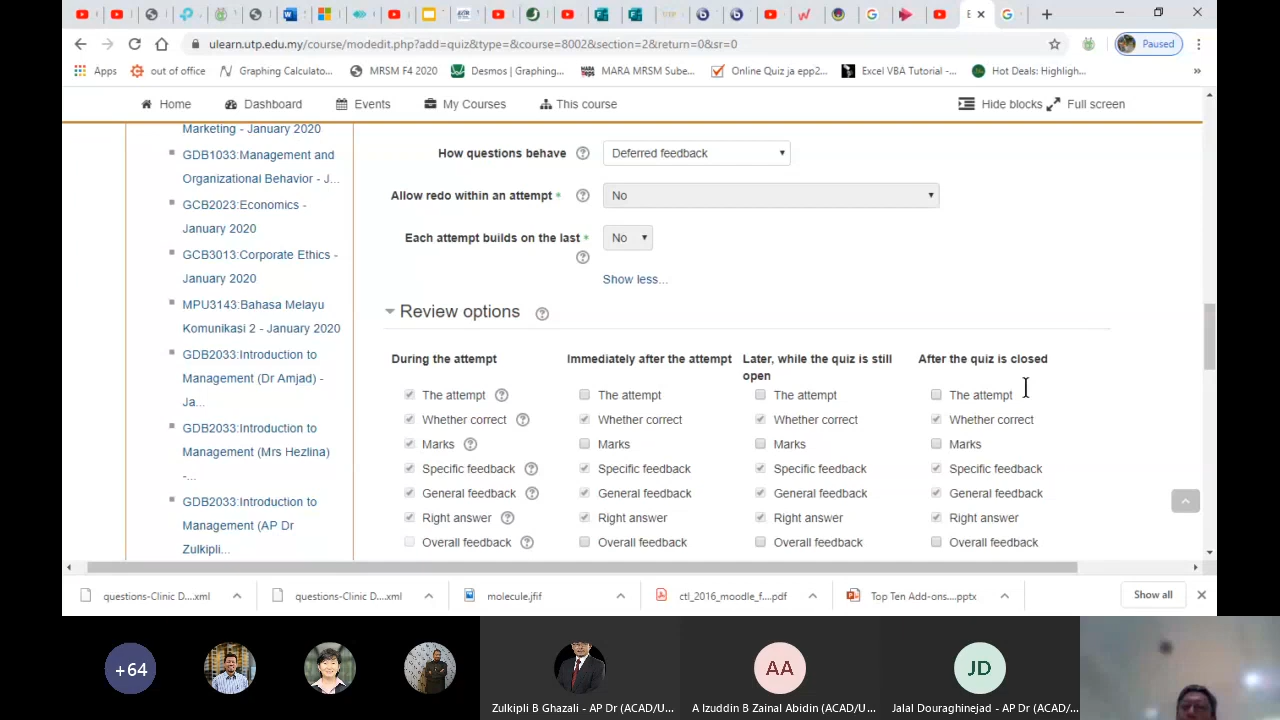 UTP
E
Paused
ulearn.utp.edu.my/course/modedit.php?add=quiz&type=&course=8002&section=2&return=0&sr=0
Apps
out of office
Graphing Calculato...
MRSM F4 2020
Desmos | Graphing...
MARA MRSM Sube...
Online Quiz ja epp2...
Excel VBA Tutorial -...
Hot Deals: Highligh...
»
Home
Dashboard
Events
My Courses
This course
Hide blocks
Full screen
Marketing - January 2020
GDB1033:Management and
Organizational Behavior - J...
GCB2023:Economics -
January 2020
GCB3013:Corporate Ethics -
January 2020
MPU3143:Bahasa Melayu
Komunikasi 2 - January 2020
GDB2033:Introduction to
Management (Dr Amjad) -
Ja...
GDB2033:Introduction to
Management (Mrs Hezlina)
-...
GDB2033:Introduction to
Management (AP Dr
Zulkipli...
How questions behave
Deferred feedback
Allow redo within an attempt *
No
Each attempt builds on the last *
No
Show less...
Review options
During the attempt
The attempt
Whether correct
Marks
Specific feedback
General feedback
Right answer
Overall feedback
Immediately after the attempt
The attempt
Whether correct
Marks
Specific feedback
General feedback
Right answer
Overall feedback
Later, while the quiz is still
open
The attempt
Whether correct
Marks
Specific feedback
General feedback
Right answer
Overall feedback
After the quiz is closed
The attempt
Whether correct
Marks
Specific feedback
General feedback
Right answer
Overall feedback
questions-Clinic D....xml
questions-Clinic D....xml
molecule.jfif
ctl_2016_moodle_f....pdf
Top Ten Add-ons....pptx
Show all
+64
AA
JD
Zulkipli B Ghazali - AP Dr (ACAD/U...
A Izuddin B Zainal Abidin (ACAD/U...
Jalal Douraghinejad - AP Dr (ACAD/...